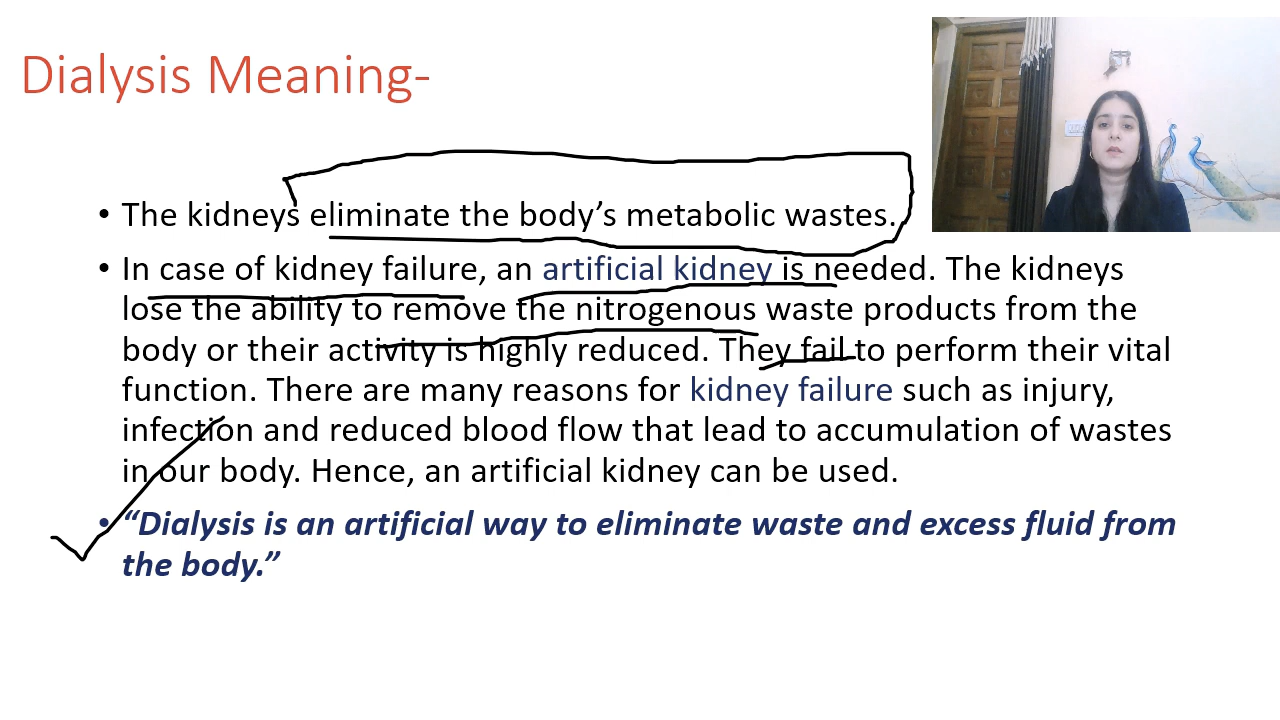 Dialysis Meaning-
• The kidneys eliminate the body’s metabolic wastes.
• In case of kidney failure, an artificial kidney is needed. The kidneys
lose the ability to remove the nitrogenous waste products from the
body or their activity is highly reduced. They fail to perform their vital
function. There are many reasons for kidney failure such as injury,
infection and reduced blood flow that lead to accumulation of wastes
in our body. Hence, an artificial kidney can be used.
• “Dialysis is an artificial way to eliminate waste and excess fluid from
the body.”